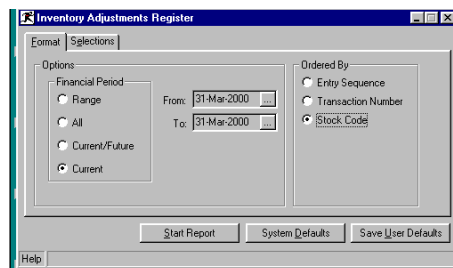 Inventory Adjustments Register
Format Selections
Options
Financial Period
Range
All
Current/Future
Current
From: 31-Mar-2000 ...
To: 31-Mar-2000 ...
Ordered By
Entry Sequence
Transaction Number
Stock Code
Start Report System Defaults Save User Defaults
Help